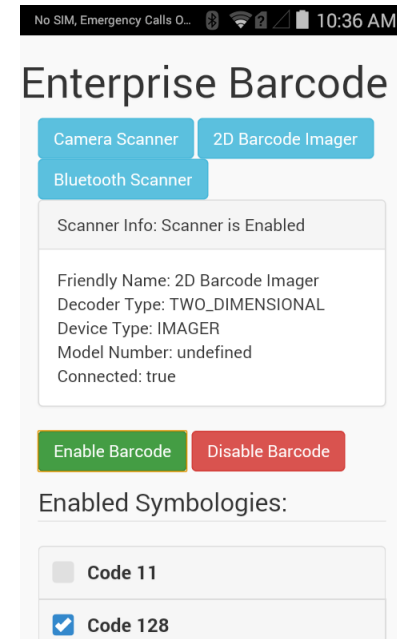 No SIM, Emergency Calls O... 10:36 AM
Enterprise Barcode
Camera Scanner 2D Barcode Imager
Bluetooth Scanner
Scanner Info: Scanner is Enabled
Friendly Name: 2D Barcode Imager
Decoder Type: TWO_DIMENSIONAL
Device Type: IMAGER
Model Number: undefined
Connected: true
Enable Barcode Disable Barcode
Enabled Symbologies:
Code 11
Code 128